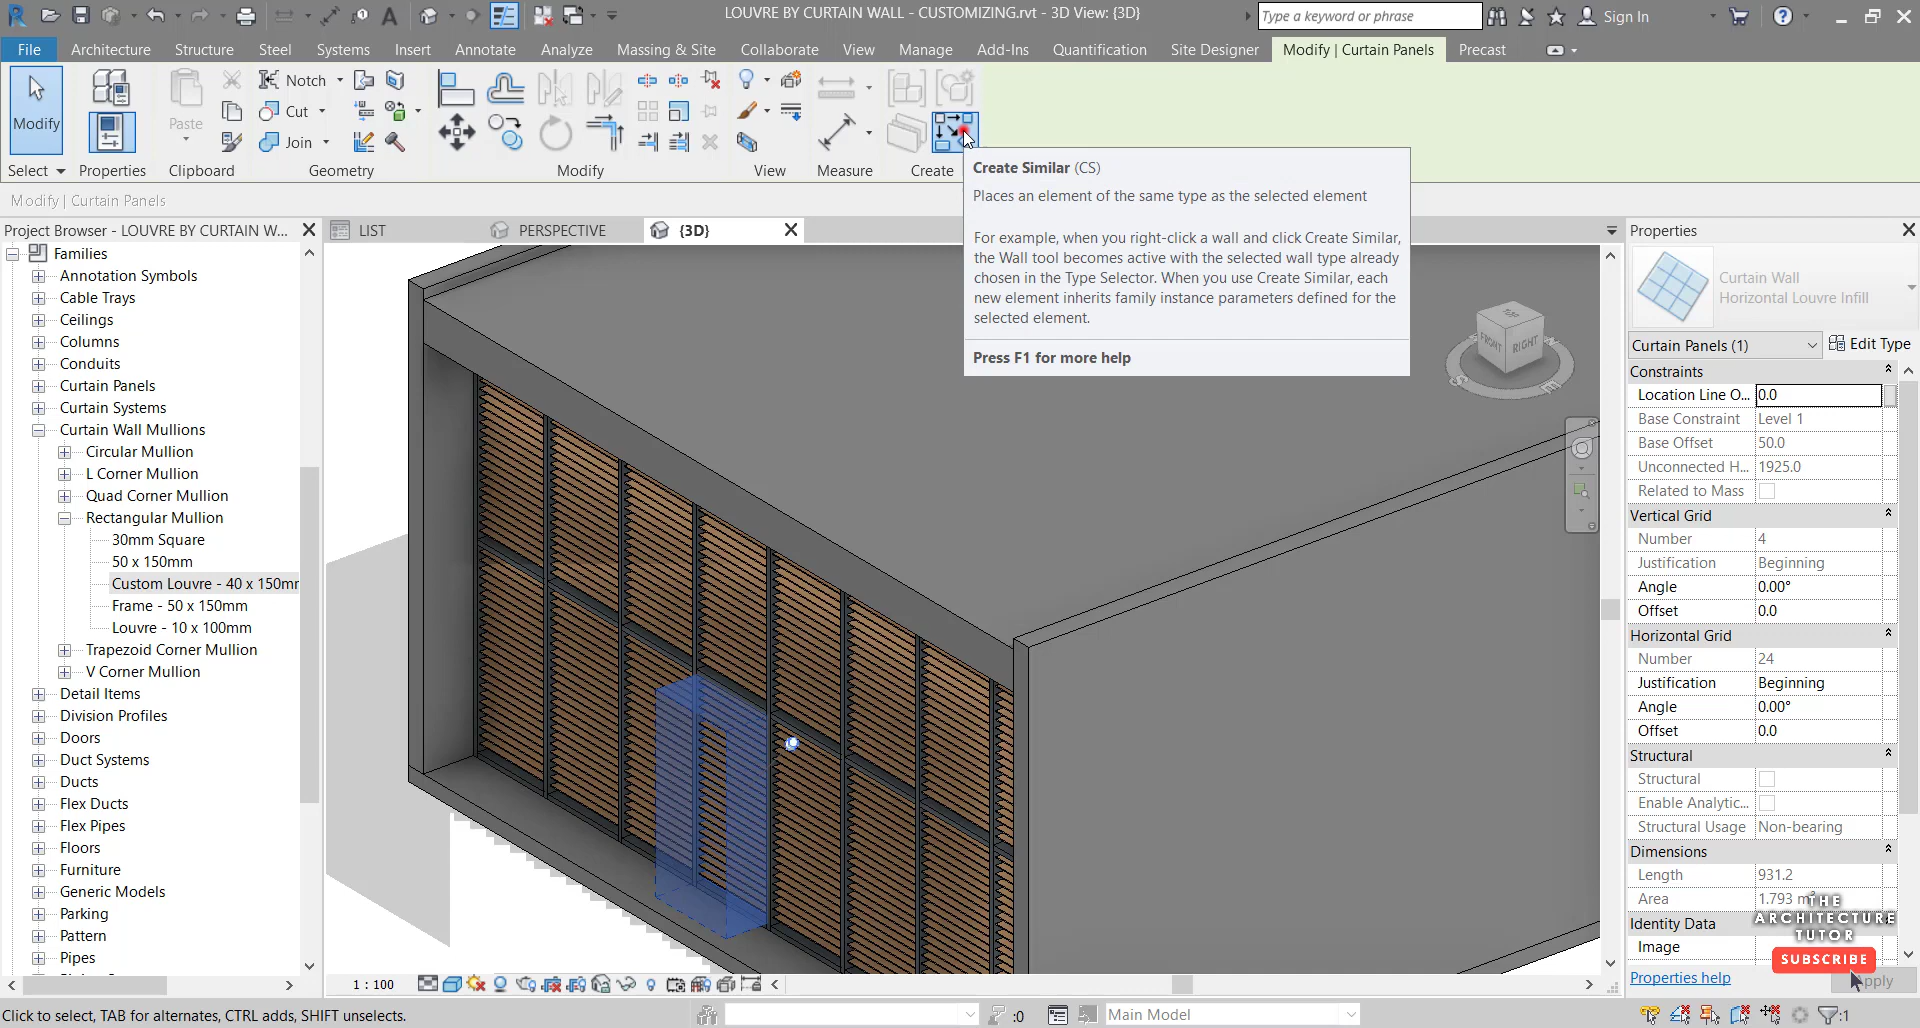 LOUVRE BY CURTAIN WALL - CUSTOMIZING.rvt - 3D View: {3D}
Type a keyword or phrase
Sign In
File Architecture Structure Steel Systems Insert Annotate Analyze Massing & Site Collaborate View Manage Add-Ins Quantification Site Designer Modify | Curtain Panels Precast
Modify
Paste
Notch
Cut
Join
Select Properties Clipboard Geometry Modify View Measure Create
Modify | Curtain Panels
Create Similar (CS)
Places an element of the same type as the selected element
For example, when you right-click a wall and click Create Similar,
the Wall tool becomes active with the selected wall type already
chosen in the Type Selector. When you use Create Similar, each
new element inherits family instance parameters defined for the
selected element.
Press F1 for more help
Project Browser - LOUVRE BY CURTAIN W...
Families
Annotation Symbols
Cable Trays
Ceilings
Columns
Conduits
Curtain Panels
Curtain Systems
Curtain Wall Mullions
Circular Mullion
L Corner Mullion
Quad Corner Mullion
Rectangular Mullion
30mm Square
50 x 150mm
Custom Louvre - 40 x 150mm
Frame - 50 x 150mm
Louvre - 10 x 100mm
Trapezoid Corner Mullion
V Corner Mullion
Detail Items
Division Profiles
Doors
Duct Systems
Ducts
Flex Ducts
Flex Pipes
Floors
Furniture
Generic Models
Parking
Pattern
Pipes
LIST
PERSPECTIVE
{3D}
TOP
FRONT
RIGHT
S
E
1 : 100
Properties
Curtain Wall
Horizontal Louvre Infill
Curtain Panels (1)
Edit Type
Constraints
Location Line O... 0.0
Base Constraint Level 1
Base Offset 50.0
Unconnected H... 1925.0
Related to Mass
Vertical Grid
Number 4
Justification Beginning
Angle 0.00°
Offset 0.0
Horizontal Grid
Number 24
Justification Beginning
Angle 0.00°
Offset 0.0
Structural
Structural
Enable Analytic...
Structural Usage Non-bearing
Dimensions
Length 931.2
Area 1.793 m
Identity Data
Image
THE
ARCHITECTURE
TUTOR
SUBSCRIBE
Properties help
Apply
Click to select, TAB for alternates, CTRL adds, SHIFT unselects.
:0
Main Model
:1